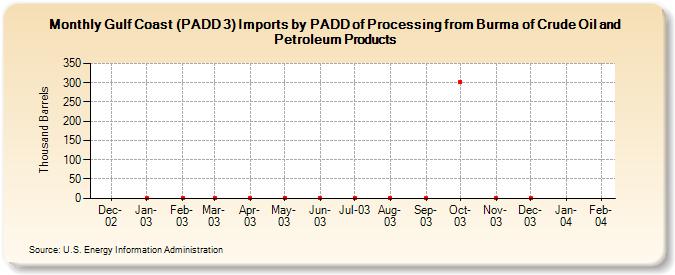 Monthly Gulf Coast (PADD 3) Imports by PADD of Processing from Burma of Crude Oil and
Petroleum Products
Thousand Barrels
350
300
250
200
150
100
50
0
Dec-
02
Jan-
03
Feb-
03
Mar-
03
Apr-
03
May-
03
Jun-
03
Jul-03
Aug-
03
Sep-
03
Oct-
03
Nov-
03
Dec-
03
Jan-
04
Feb-
04
Source: U.S. Energy Information Administration